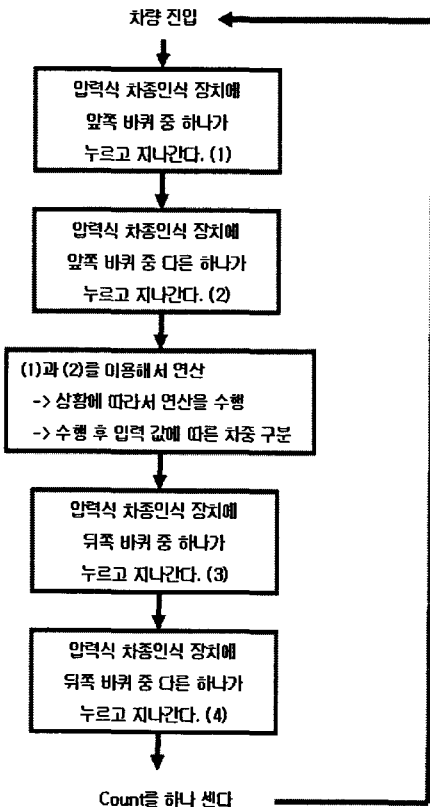 차량 진입
압력식 차종인식 장치에
앞쪽 바퀴 중 하나가
누르고 지나간다. (1)
압력식 차종인식 장치에
앞쪽 바퀴 중 다른 하나가
누르고 지나간다. (2)
(1)과 (2)를 이용해서 연산
-> 상황에 따라서 연산을 수행
-> 수행 후 입력 값에 따른 차종 구분
압력식 차종인식 장치에
뒤쪽 바퀴 중 하나가
누르고 지나간다. (3)
압력식 차종인식 장치에
뒤쪽 바퀴 중 다른 하나가
누르고 지나간다. (4)
Count를 하나 센다